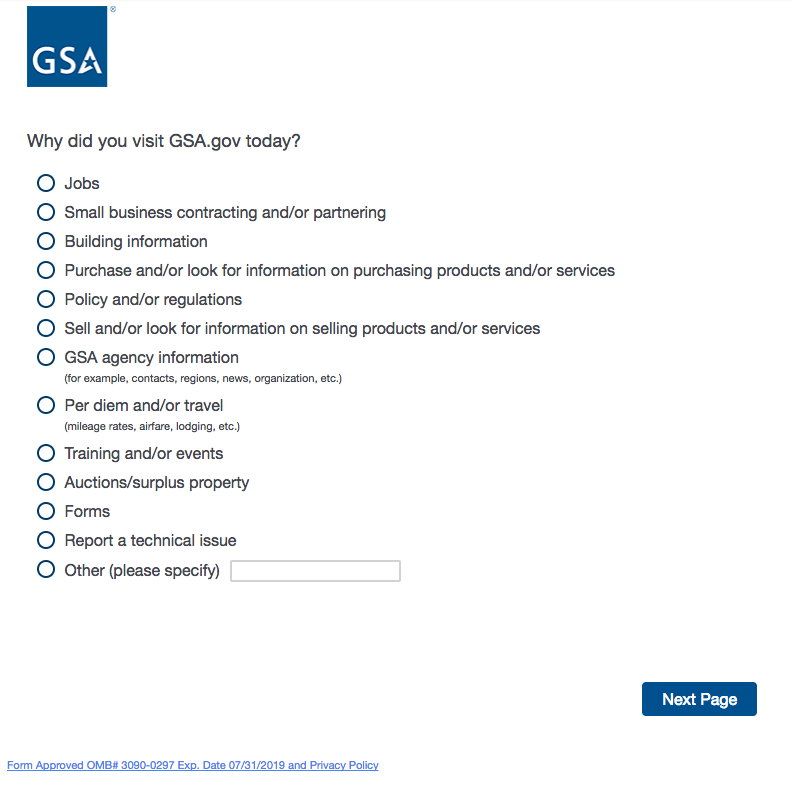 GSA
®
Why did you visit GSA.gov today?
Jobs
Small business contracting and/or partnering
Building information
Purchase and/or look for information on purchasing products and/or services
Policy and/or regulations
Sell and/or look for information on selling products and/or services
GSA agency information
(for example, contacts, regions, news, organization, etc.)
Per diem and/or travel
(mileage rates, airfare, lodging, etc.)
Training and/or events
Auctions/surplus property
Forms
Report a technical issue
Other (please specify)
Next Page
Form Approved OMB# 3090-0297 Exp. Date 07/31/2019 and Privacy Policy